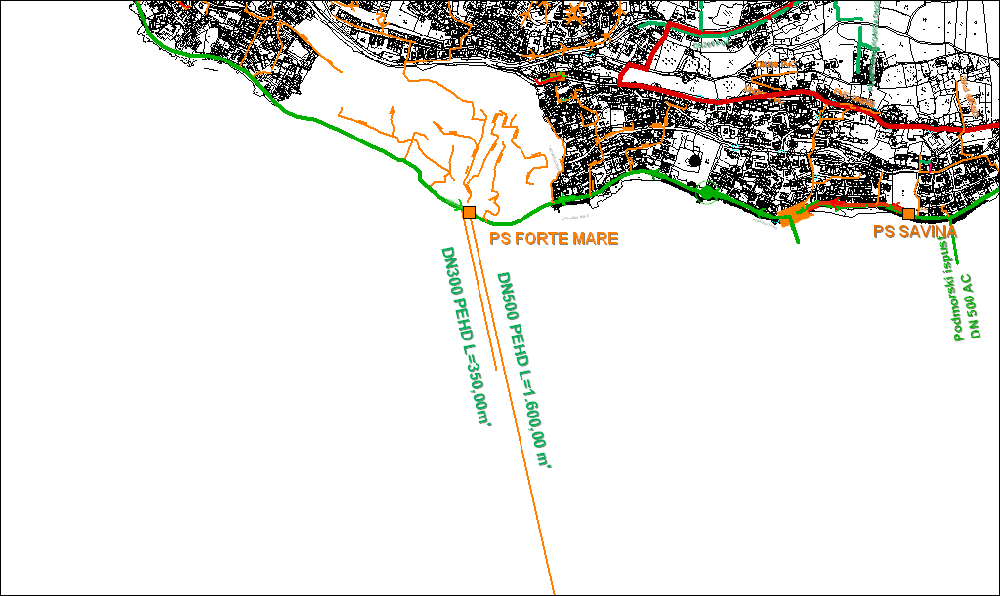 PS FORTE MARE
PS SAVINA
DN300 PEHD L=350,00m'
DN500 PEHD L=1.600,00 m'
Podmorski ispust
DN 500 AC